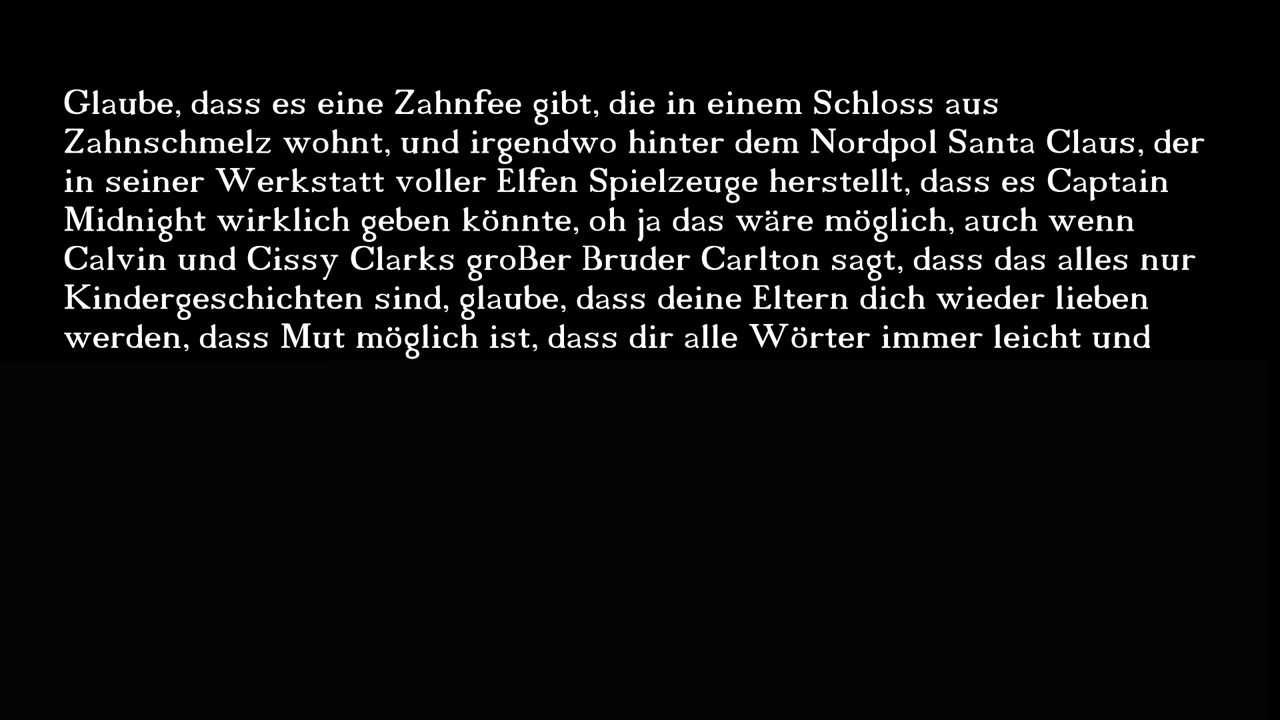 Glaube, dass es eine Zahnfee gibt, die in einem Schloss aus
Zahnschmelz wohnt, und irgendwo hinter dem Nordpol Santa Claus, der
in seiner Werkstatt voller Elfen Spielzeuge herstellt, dass es Captain
Midnight wirklich geben könnte, oh ja das wäre möglich, auch wenn
Calvin und Cissy Clarks groBer Bruder Carlton sagt, dass das alles nur
Kindergeschichten sind, glaube, dass deine Eltern dich wieder lieben
werden, dass Mut möglich ist, dass dir alle Wörter immer leicht und